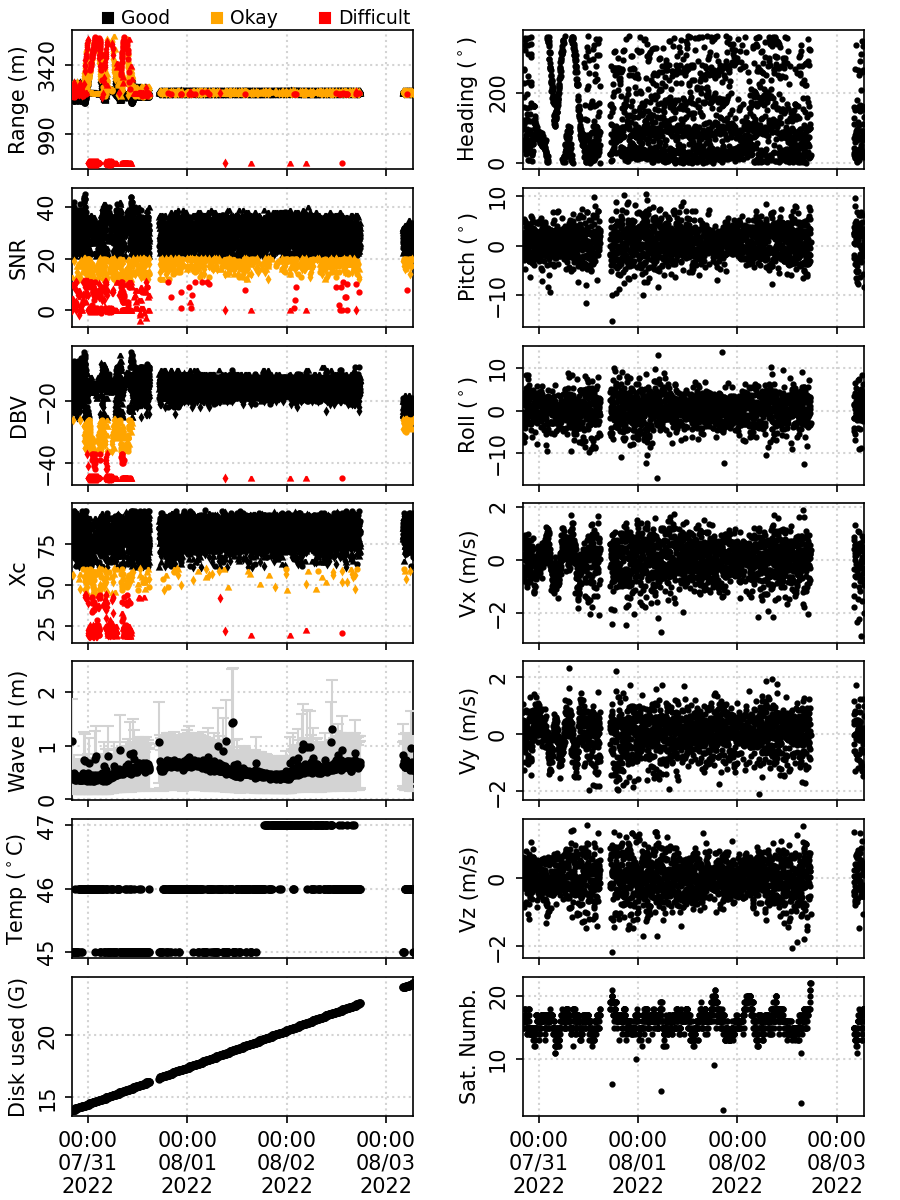 Good Okay Difficult
Range (m)
3420
990
Heading (°)
200
0
SNR
40
20
0
Pitch (°)
10
0
−10
DBV
−20
−40
Roll (°)
10
0
−10
Xc
75
50
25
Vx (m/s)
2
0
−2
Wave H (m)
2
1
0
Vy (m/s)
2
0
−2
Temp (°C)
47
46
45
Vz (m/s)
0
−2
Disk used (G)
20
15
Sat. Numb.
20
10
00:00 00:00 00:00 00:00
07/31 08/01 08/02 08/03
2022 2022 2022 2022
00:00 00:00 00:00 00:00
07/31 08/01 08/02 08/03
2022 2022 2022 2022